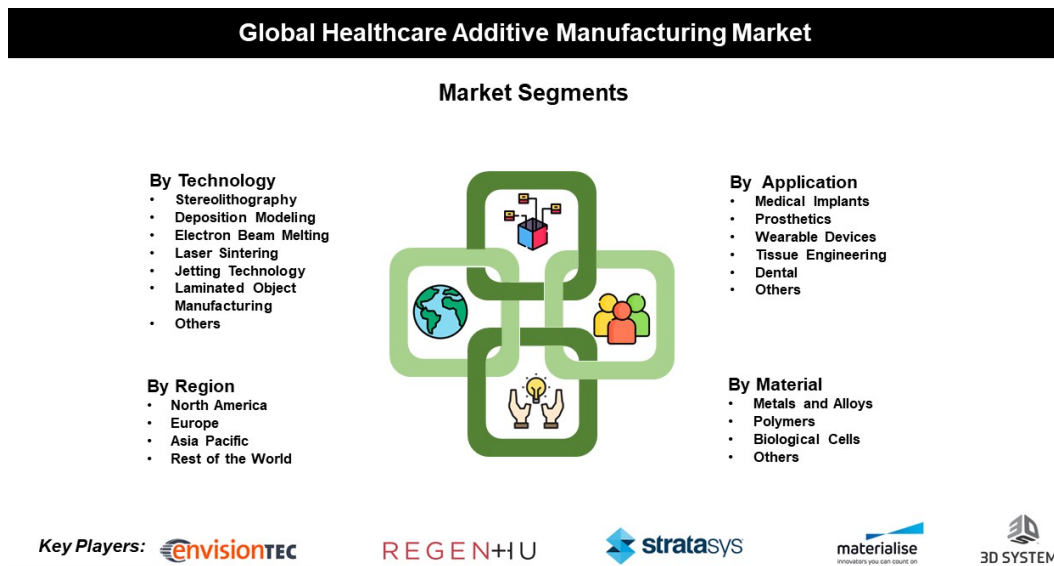 Global Healthcare Additive Manufacturing Market
Market Segments
By Technology
• Stereolithography
• Deposition Modeling
• Electron Beam Melting
• Laser Sintering
• Jetting Technology
• Laminated Object
Manufacturing
• Others
By Application
• Medical Implants
• Prosthetics
• Wearable Devices
• Tissue Engineering
• Dental
• Others
By Region
• North America
• Europe
• Asia Pacific
• Rest of the World
By Material
• Metals and Alloys
• Polymers
• Biological Cells
• Others
Key Players:
envisionTEC
REGENHU
stratasys
materialise
innovators you can count on
3D SYSTEM